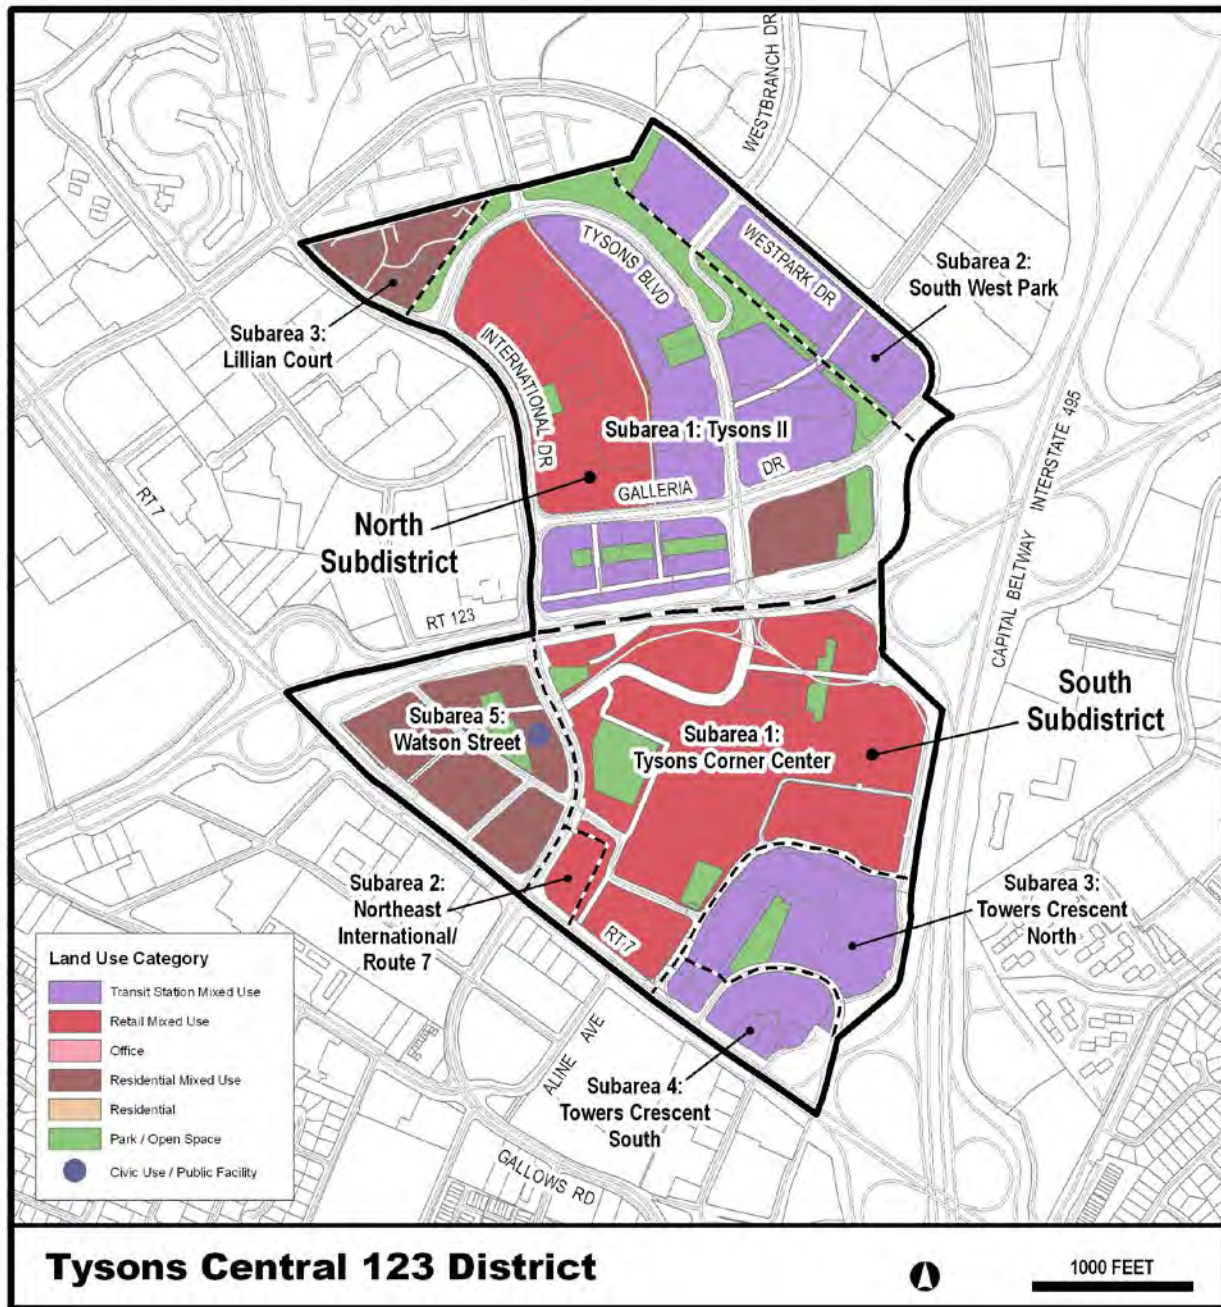 WESTBRANCH DR
TYSONS BLVD
WESTPARK DR
Subarea 2:
South West Park
Subarea 3:
Lillian Court
INTERNATIONAL DR
Subarea 1: Tysons II
GALLERIA DR
North
Subdistrict
RT 7
RT 123
CAPITAL BELTWAY INTERSTATE 495
South
Subdistrict
Subarea 5:
Watson Street
Subarea 1:
Tysons Corner Center
Subarea 2:
Northeast
International/
Route 7
RT 7
Subarea 3:
Towers Crescent
North
ALINE AVE
Subarea 4:
Towers Crescent
South
GALLOWS RD
Land Use Category
Transit Station Mixed Use
Retail Mixed Use
Office
Residential Mixed Use
Residential
Park / Open Space
Civic Use / Public Facility
Tysons Central 123 District
1000 FEET